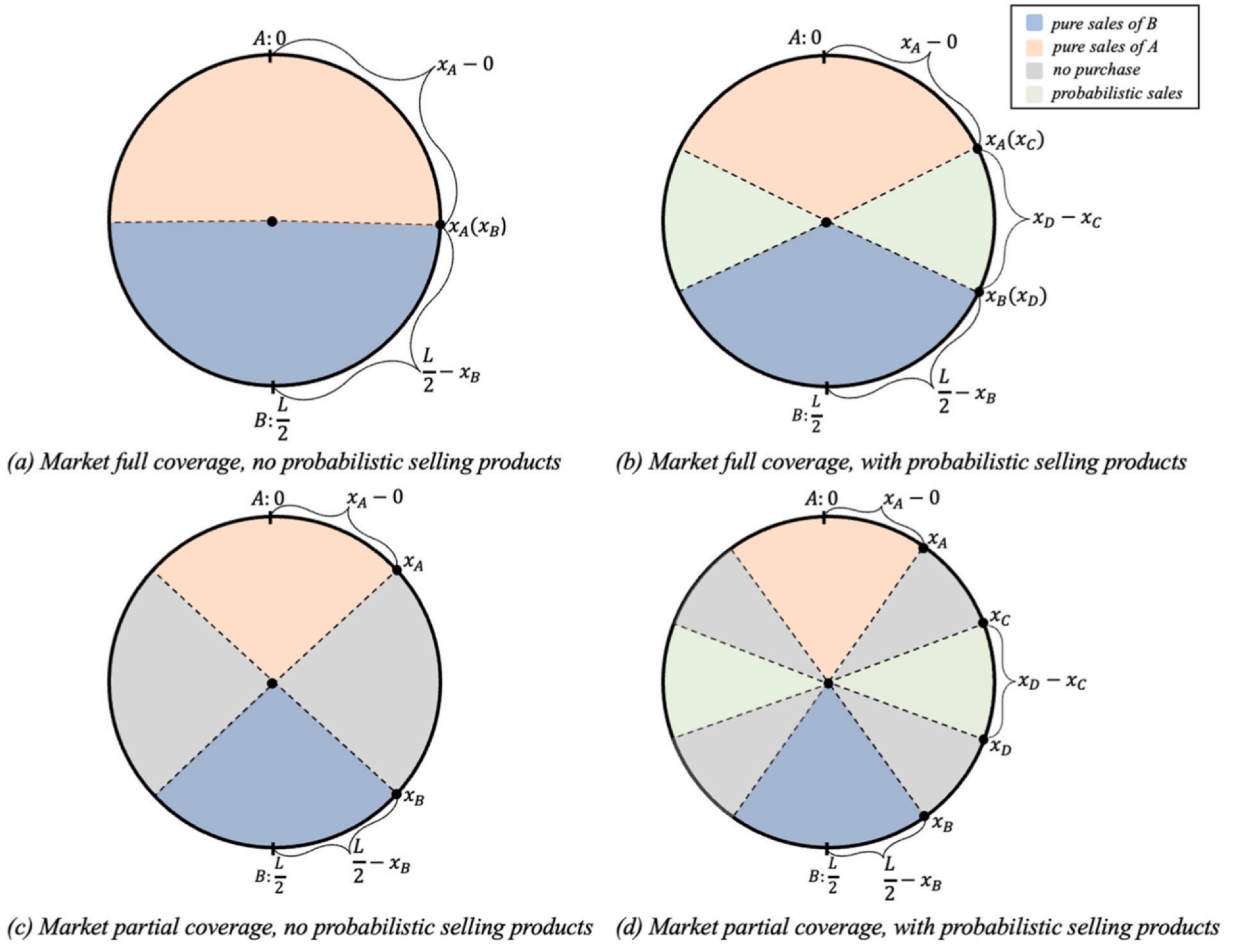 A: 0
x_A − 0
x_A(x_B)
L/2 − x_B
B: L/2
(a) Market full coverage, no probabilistic selling products
pure sales of B
pure sales of A
no purchase
probabilistic sales
A: 0
x_A − 0
x_A(x_C)
x_D − x_C
x_B(x_D)
L/2 − x_B
B: L/2
(b) Market full coverage, with probabilistic selling products
A: 0
x_A − 0
x_A
x_B
L/2 − x_B
B: L/2
(c) Market partial coverage, no probabilistic selling products
A: 0
x_A − 0
x_A
x_C
x_D − x_C
x_D
x_B
L/2 − x_B
B: L/2
(d) Market partial coverage, with probabilistic selling products